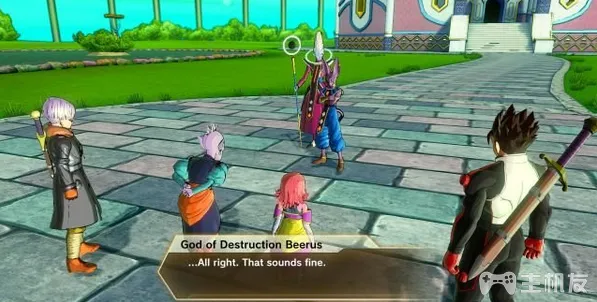 God of Destruction Beerus
...All right. That sounds fine.
主机友